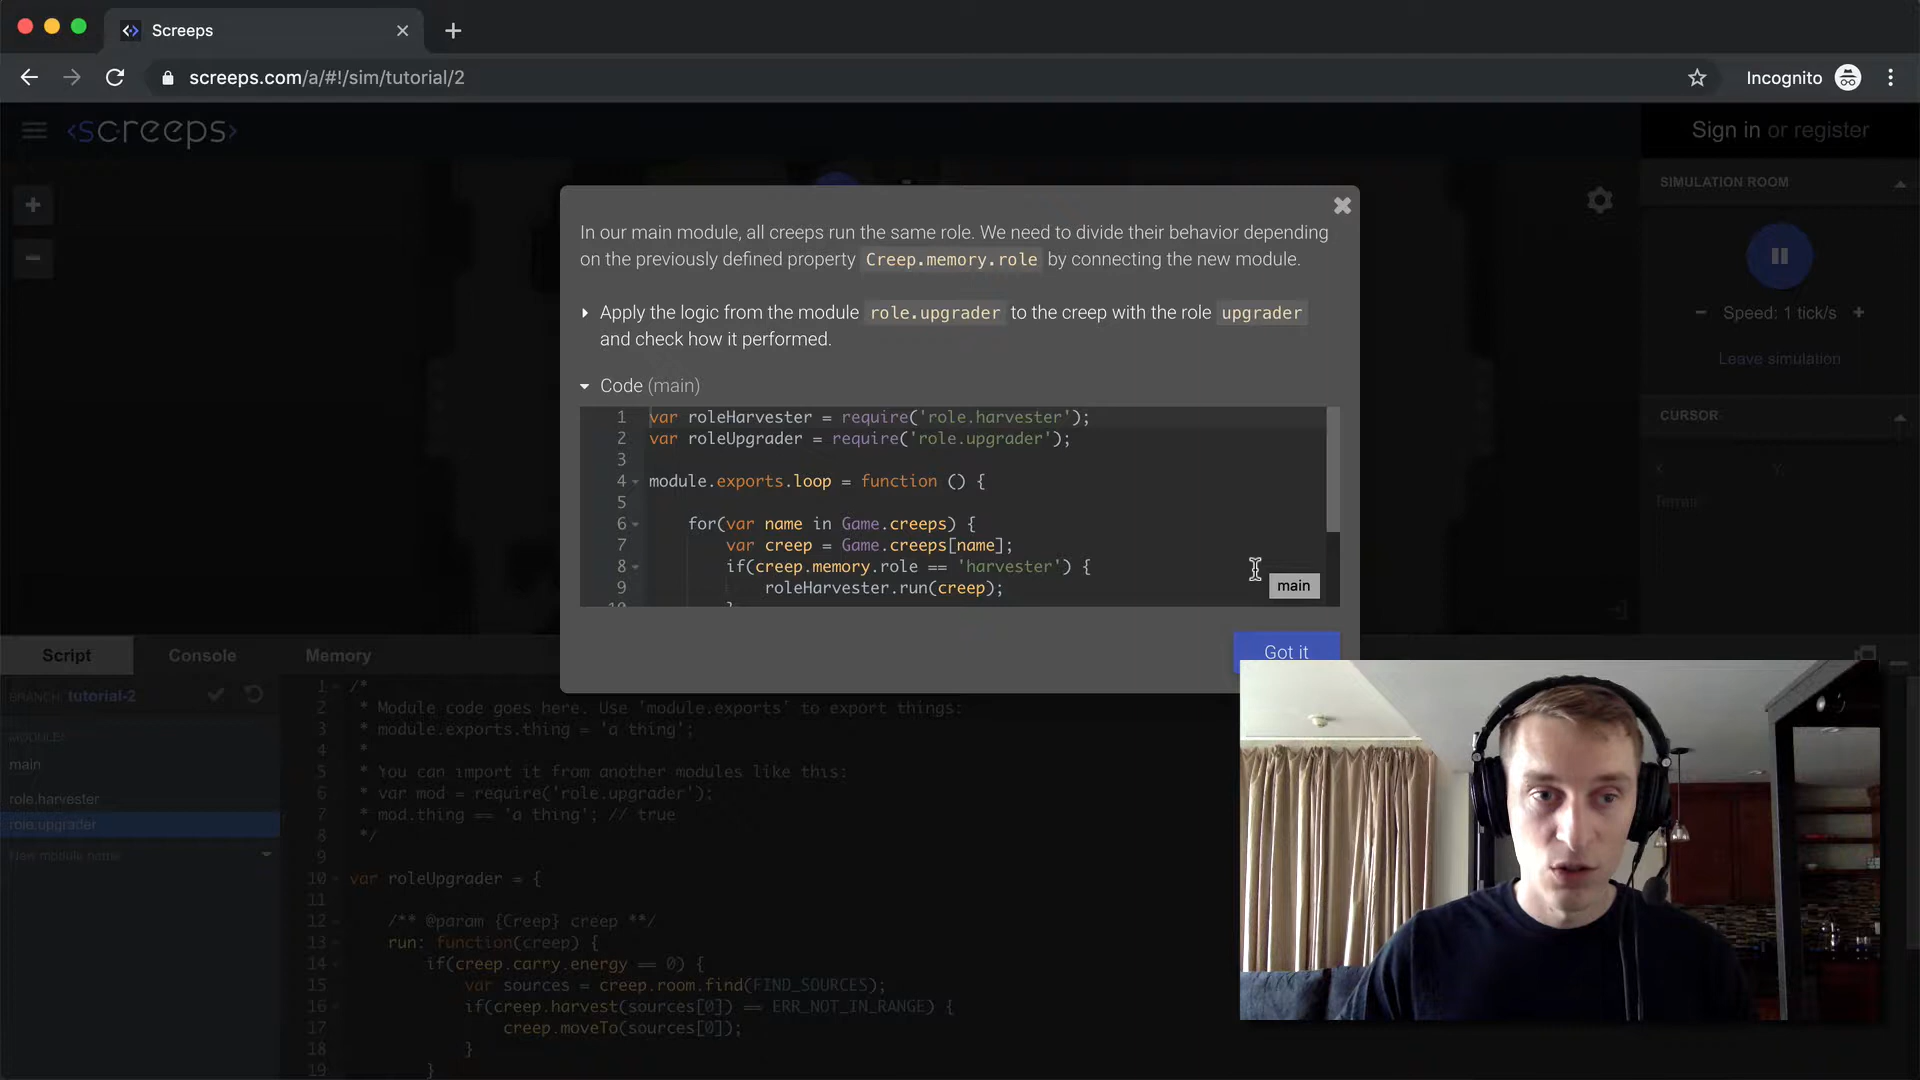 Screeps
screeps.com/a/#!/sim/tutorial/2
Incognito
<screeps>
Sign in or register
SIMULATION ROOM
Speed: 1 tick/s
Leave simulation
CURSOR
X:
Y:
Terrain:
In our main module, all creeps run the same role. We need to divide their behavior depending
on the previously defined property Creep.memory.role by connecting the new module.
Apply the logic from the module role.upgrader to the creep with the role upgrader
and check how it performed.
Code (main)
1 var roleHarvester = require('role.harvester');
2 var roleUpgrader = require('role.upgrader');
3
4 module.exports.loop = function () {
5
6 for(var name in Game.creeps) {
7 var creep = Game.creeps[name];
8 if(creep.memory.role == 'harvester') {
9 roleHarvester.run(creep);
10 }
main
Got it
Script Console Memory
BRANCH: tutorial-2
MODULES:
main
role.harvester
role.upgrader
New module name
1 /*
2 * Module code goes here. Use 'module.exports' to export things:
3 * module.exports.thing = 'a thing';
4 *
5 * You can import it from another modules like this:
6 * var mod = require('role.upgrader');
7 * mod.thing == 'a thing'; // true
8 */
9
10 var roleUpgrader = {
11
12 /** @param {Creep} creep **/
13 run: function(creep) {
14 if(creep.carry.energy == 0) {
15 var sources = creep.room.find(FIND_SOURCES);
16 if(creep.harvest(sources[0]) == ERR_NOT_IN_RANGE) {
17 creep.moveTo(sources[0]);
18 }
19 }